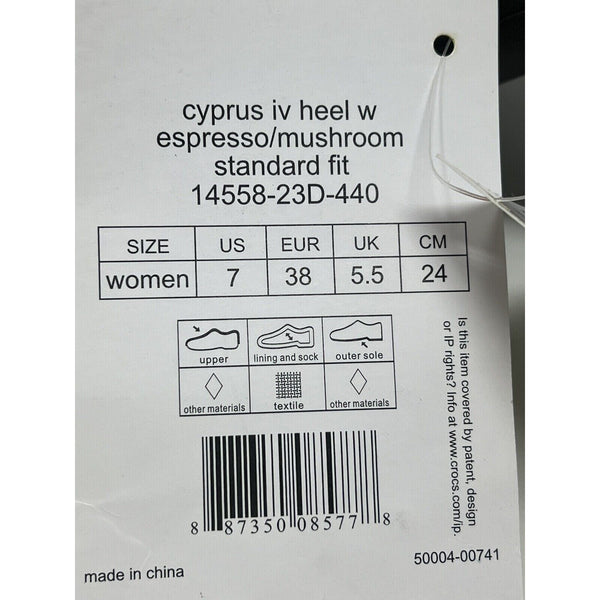 cyprus iv heel w
espresso/mushroom
standard fit
14558-23D-440
SIZE US EUR UK CM
women 7 38 5.5 24
upper lining and sock outer sole
other materials textile other materials
Is this item covered by patent, design
or IP rights? Info at www.crocs.com/ip.
8 87350 08577 8
50004-00741
made in china